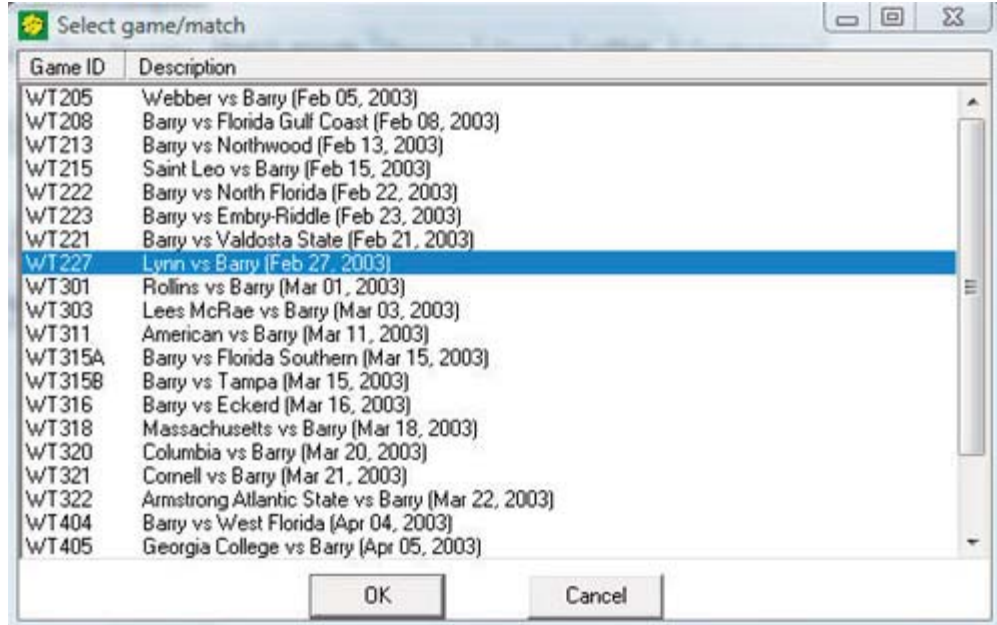 Select game/match
Game ID Description
WT205 Webber vs Barry (Feb 05, 2003)
WT208 Barry vs Florida Gulf Coast (Feb 08, 2003)
WT213 Barry vs Northwood (Feb 13, 2003)
WT215 Saint Leo vs Barry (Feb 15, 2003)
WT222 Barry vs North Florida (Feb 22, 2003)
WT223 Barry vs Embry-Riddle (Feb 23, 2003)
WT221 Barry vs Valdosta State (Feb 21, 2003)
WT227 Lynn vs Barry (Feb 27, 2003)
WT301 Rollins vs Barry (Mar 01, 2003)
WT303 Lees McRae vs Barry (Mar 03, 2003)
WT311 American vs Barry (Mar 11, 2003)
WT315A Barry vs Florida Southern (Mar 15, 2003)
WT315B Barry vs Tampa (Mar 15, 2003)
WT316 Barry vs Eckerd (Mar 16, 2003)
WT318 Massachusetts vs Barry (Mar 18, 2003)
WT320 Columbia vs Barry (Mar 20, 2003)
WT321 Cornell vs Barry (Mar 21, 2003)
WT322 Armstrong Atlantic State vs Barry (Mar 22, 2003)
WT404 Barry vs West Florida (Apr 04, 2003)
WT405 Georgia College vs Barry (Apr 05, 2003)
OK Cancel